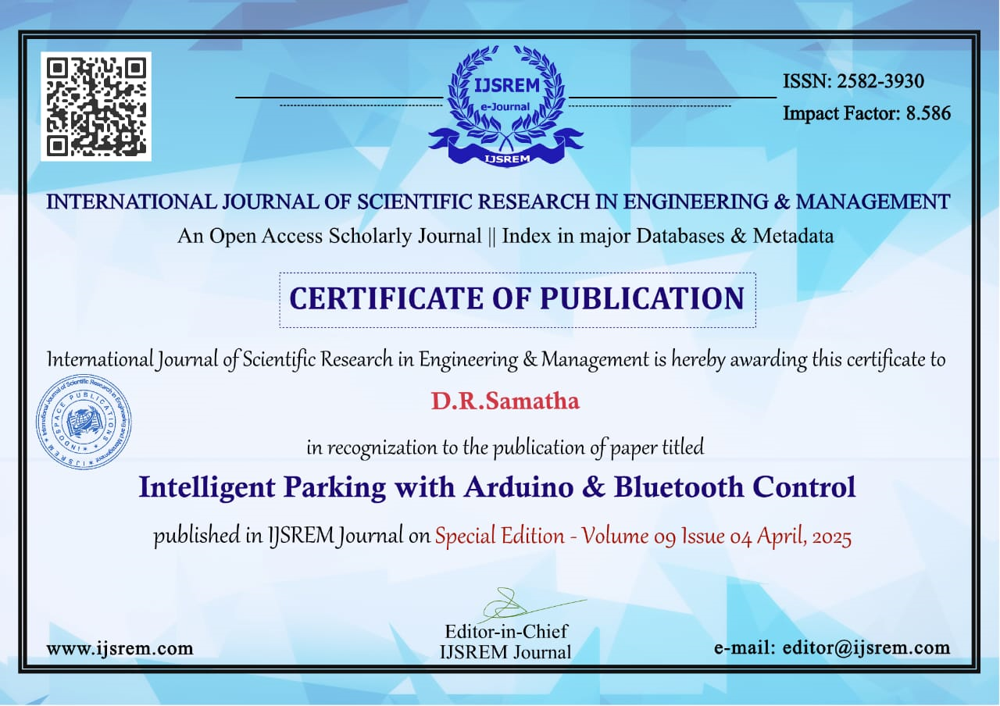 IJSREM
e-Journal
IJSREM
ISSN: 2582-3930
Impact Factor: 8.586
INTERNATIONAL JOURNAL OF SCIENTIFIC RESEARCH IN ENGINEERING & MANAGEMENT
An Open Access Scholarly Journal || Index in major Databases & Metadata
CERTIFICATE OF PUBLICATION
International Journal of Scientific Research in Engineering & Management is hereby awarding this certificate to
D.R.Samatha
International Journal of Scientific Research in Engineering and Management
IJSREM
INDOSPACE PUBLICATIONS
in recognization to the publication of paper titled
Intelligent Parking with Arduino & Bluetooth Control
published in IJSREM Journal on Special Edition - Volume 09 Issue 04 April, 2025
Editor-in-Chief
IJSREM Journal
www.ijsrem.com
e-mail: editor@ijsrem.com